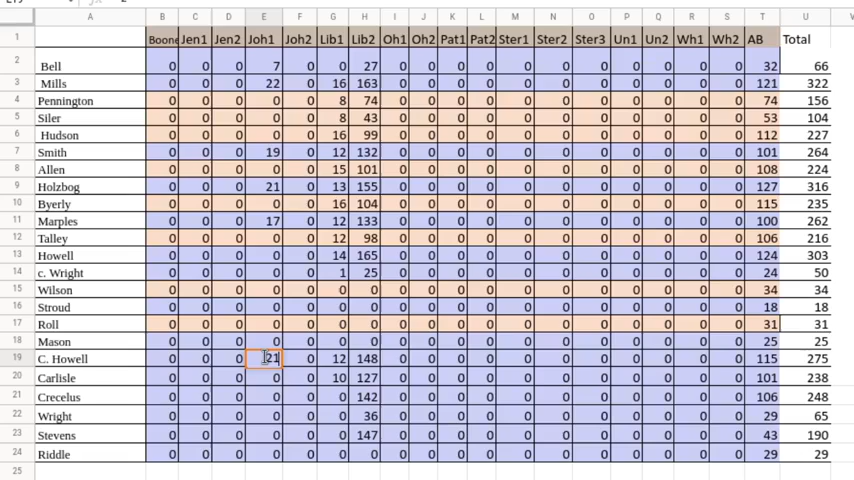 A B C D E F G H I J K L M N O P Q R S T U V
1 Boone Jen1 Jen2 Joh1 Joh2 Lib1 Lib2 Oh1 Oh2 Pat1 Pat2 Ster1 Ster2 Ster3 Un1 Un2 Wh1 Wh2 AB Total
2 Bell 0 0 0 7 0 0 27 0 0 0 0 0 0 0 0 0 0 0 32 66
3 Mills 0 0 0 22 0 16 163 0 0 0 0 0 0 0 0 0 0 0 121 322
4 Pennington 0 0 0 0 0 8 74 0 0 0 0 0 0 0 0 0 0 0 74 156
5 Siler 0 0 0 0 0 8 43 0 0 0 0 0 0 0 0 0 0 0 53 104
6 Hudson 0 0 0 0 0 16 99 0 0 0 0 0 0 0 0 0 0 0 112 227
7 Smith 0 0 0 19 0 12 132 0 0 0 0 0 0 0 0 0 0 0 101 264
8 Allen 0 0 0 0 0 15 101 0 0 0 0 0 0 0 0 0 0 0 108 224
9 Holzbog 0 0 0 21 0 13 155 0 0 0 0 0 0 0 0 0 0 0 127 316
10 Byerly 0 0 0 0 0 16 104 0 0 0 0 0 0 0 0 0 0 0 115 235
11 Marples 0 0 0 17 0 12 133 0 0 0 0 0 0 0 0 0 0 0 100 262
12 Talley 0 0 0 0 0 12 98 0 0 0 0 0 0 0 0 0 0 0 106 216
13 Howell 0 0 0 0 0 14 165 0 0 0 0 0 0 0 0 0 0 0 124 303
14 c. Wright 0 0 0 0 0 1 25 0 0 0 0 0 0 0 0 0 0 0 24 50
15 Wilson 0 0 0 0 0 0 0 0 0 0 0 0 0 0 0 0 0 0 34 34
16 Stroud 0 0 0 0 0 0 0 0 0 0 0 0 0 0 0 0 0 0 18 18
17 Roll 0 0 0 0 0 0 0 0 0 0 0 0 0 0 0 0 0 0 31 31
18 Mason 0 0 0 0 0 0 0 0 0 0 0 0 0 0 0 0 0 0 25 25
19 C. Howell 0 0 0 21 0 12 148 0 0 0 0 0 0 0 0 0 0 0 115 275
20 Carlisle 0 0 0 0 0 10 127 0 0 0 0 0 0 0 0 0 0 0 101 238
21 Crecelus 0 0 0 0 0 0 142 0 0 0 0 0 0 0 0 0 0 0 106 248
22 Wright 0 0 0 0 0 0 36 0 0 0 0 0 0 0 0 0 0 0 29 65
23 Stevens 0 0 0 0 0 0 147 0 0 0 0 0 0 0 0 0 0 0 43 190
24 Riddle 0 0 0 0 0 0 0 0 0 0 0 0 0 0 0 0 0 0 29 29
25